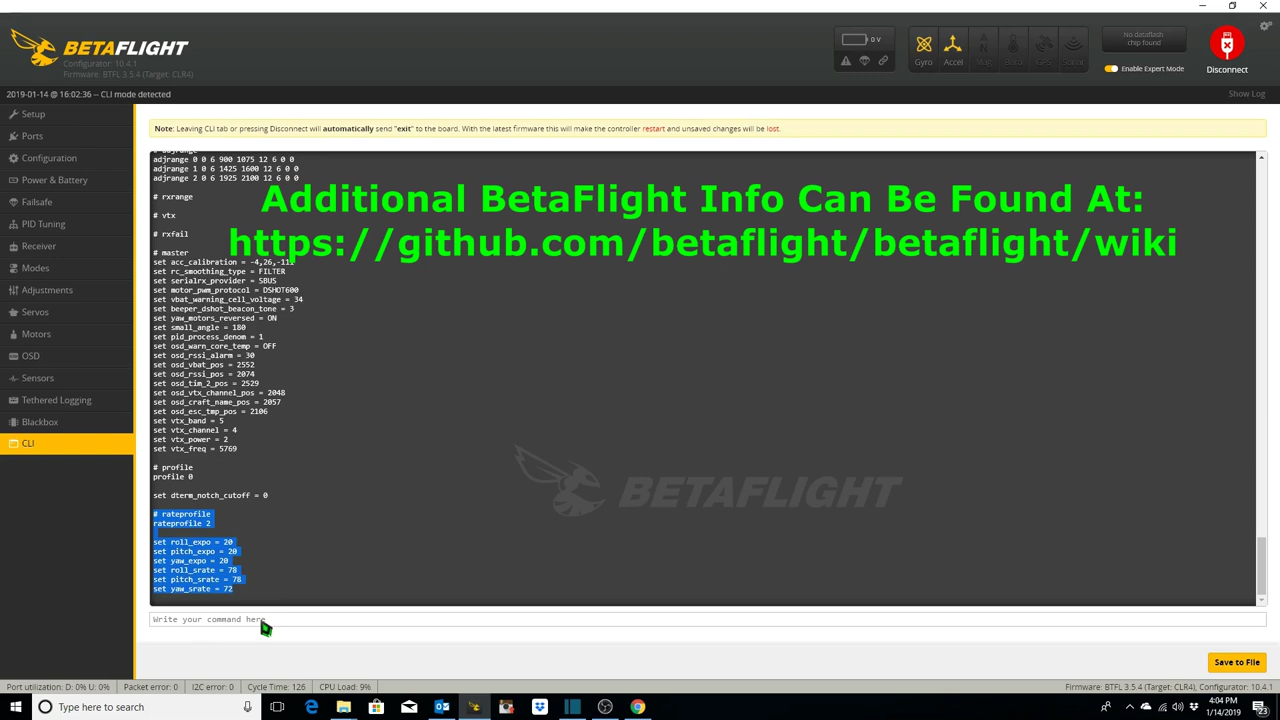 BETAFLIGHT
Configurator: 10.4.1
Firmware: BTFL 3.5.4 (Target: CLR4)
0 V
Gyro
Accel
Mag
Baro
GPS
Sonar
No dataflash
chip found
Enable Expert Mode
Disconnect
2019-01-14 @ 16:02:36 -- CLI mode detected
Show Log
Setup
Ports
Configuration
Power & Battery
Failsafe
PID Tuning
Receiver
Modes
Adjustments
Servos
Motors
OSD
Sensors
Tethered Logging
Blackbox
CLI
Note: Leaving CLI tab or pressing Disconnect will automatically send "exit" to the board. With the latest firmware this will make the controller restart and unsaved changes will be lost.
# adjrange
adjrange 0 0 6 900 1075 12 6 0 0
adjrange 1 0 6 1425 1600 12 6 0 0
adjrange 2 0 6 1925 2100 12 6 0 0
# rxrange
# vtx
# rxfail
# master
set acc_calibration = -4,26,-111
set rc_smoothing_type = FILTER
set serialrx_provider = SBUS
set motor_pwm_protocol = DSHOT600
set vbat_warning_cell_voltage = 34
set beeper_dshot_beacon_tone = 3
set yaw_motors_reversed = ON
set small_angle = 180
set pid_process_denom = 1
set osd_warn_core_temp = OFF
set osd_rssi_alarm = 30
set osd_vbat_pos = 2552
set osd_rssi_pos = 2074
set osd_tim_2_pos = 2529
set osd_vtx_channel_pos = 2048
set osd_craft_name_pos = 2057
set osd_esc_tmp_pos = 2106
set vtx_band = 5
set vtx_channel = 4
set vtx_power = 2
set vtx_freq = 5769
# profile
profile 0
set dterm_notch_cutoff = 0
# rateprofile
rateprofile 2
set roll_expo = 20
set pitch_expo = 20
set yaw_expo = 20
set roll_srate = 78
set pitch_srate = 78
set yaw_srate = 72
Additional BetaFlight Info Can Be Found At:
https://github.com/betaflight/betaflight/wiki
BETAFLIGHT
Write your command here
Save to File
Port utilization: D: 0% U: 0%
Packet error: 0
I2C error: 0
Cycle Time: 126
CPU Load: 9%
Firmware: BTFL 3.5.4 (Target: CLR4), Configurator: 10.4.1
Type here to search
4:04 PM
1/14/2019
23